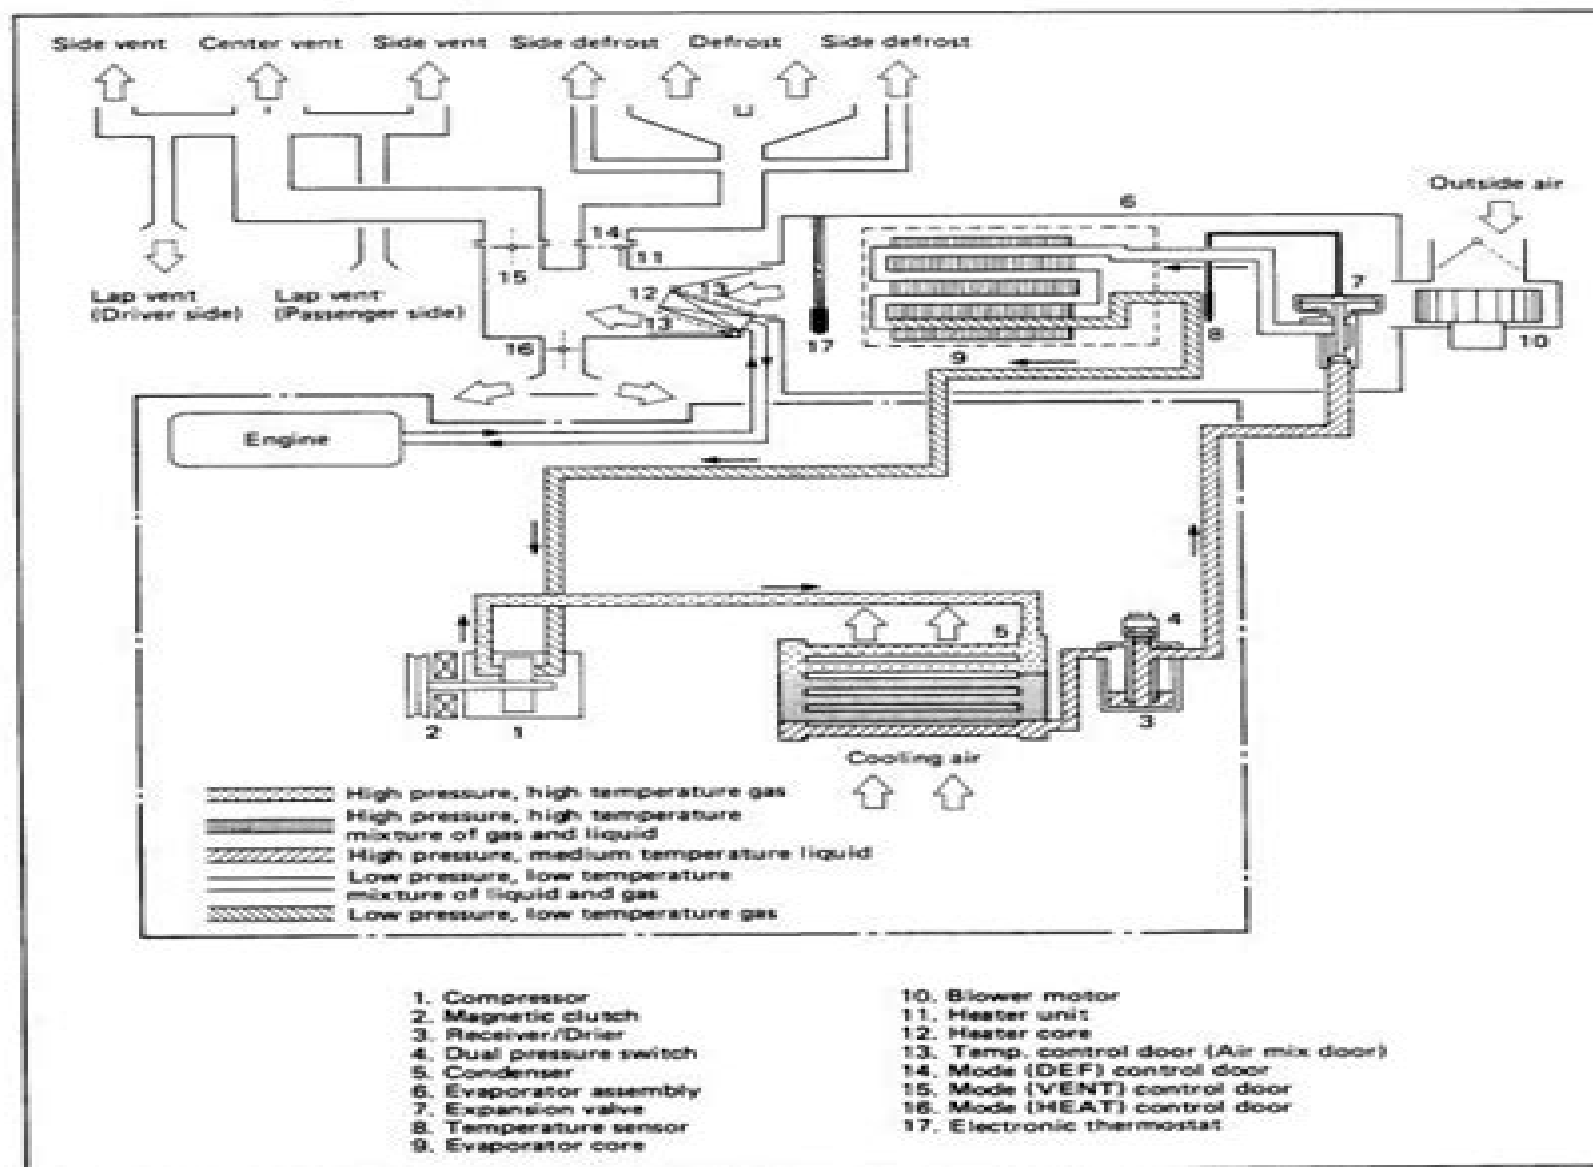 Side vent Center vent Side vent Side defrost Defrost Side defrost
Outside air
6
14
11
15
7
Lap vent
(Driver side)
Lap vent
(Passenger side)
12
13
13
16
17
8
9
10
Engine
5
4
3
2
1
Cooling air
High pressure, high temperature gas
High pressure, high temperature
mixture of gas and liquid
High pressure, medium temperature liquid
Low pressure, low temperature
mixture of liquid and gas
Low pressure, low temperature gas
1. Compressor
2. Magnetic clutch
3. Receiver/Drier
4. Dual pressure switch
5. Condenser
6. Evaporator assembly
7. Expansion valve
8. Temperature sensor
9. Evaporator core
10. Blower motor
11. Heater unit
12. Heater core
13. Temp. control door (Air mix door)
14. Mode (DEF) control door
15. Mode (VENT) control door
16. Mode (HEAT) control door
17. Electronic thermostat